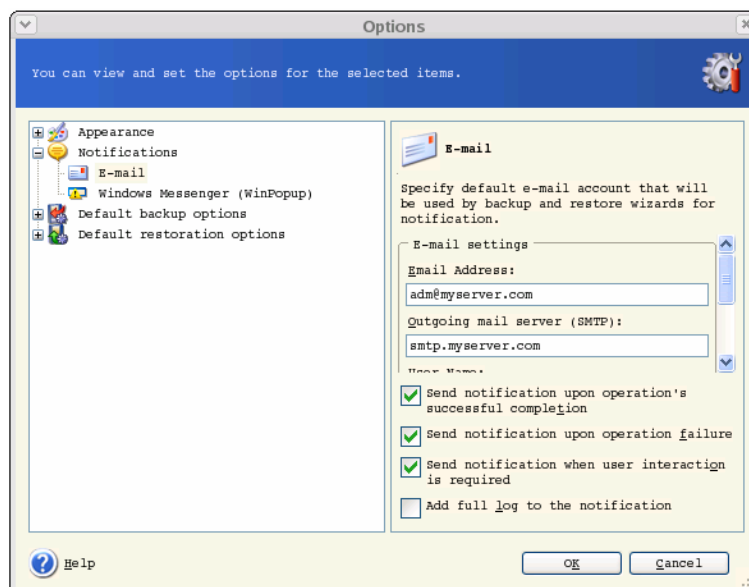 Options
You can view and set the options for the selected items.
Appearance
Notifications
E-mail
Windows Messenger (WinPopup)
Default backup options
Default restoration options
E-mail
Specify default e-mail account that will
be used by backup and restore wizards for
notification.
E-mail settings
Email Address:
adm@myserver.com
Outgoing mail server (SMTP):
smtp.myserver.com
User Name:
Send notification upon operation's
successful completion
Send notification upon operation failure
Send notification when user interaction
is required
Add full log to the notification
Help
OK
Cancel